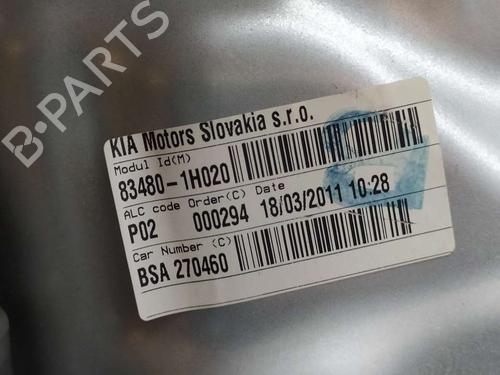 B-PARTS
KIA Motors Slovakia s.r.o.
Modul Id(M)
83480-1H020
ALC code Order(C) Date
P02 000294 18/03/2011 10:28
Car Number (C)
BSA 270460